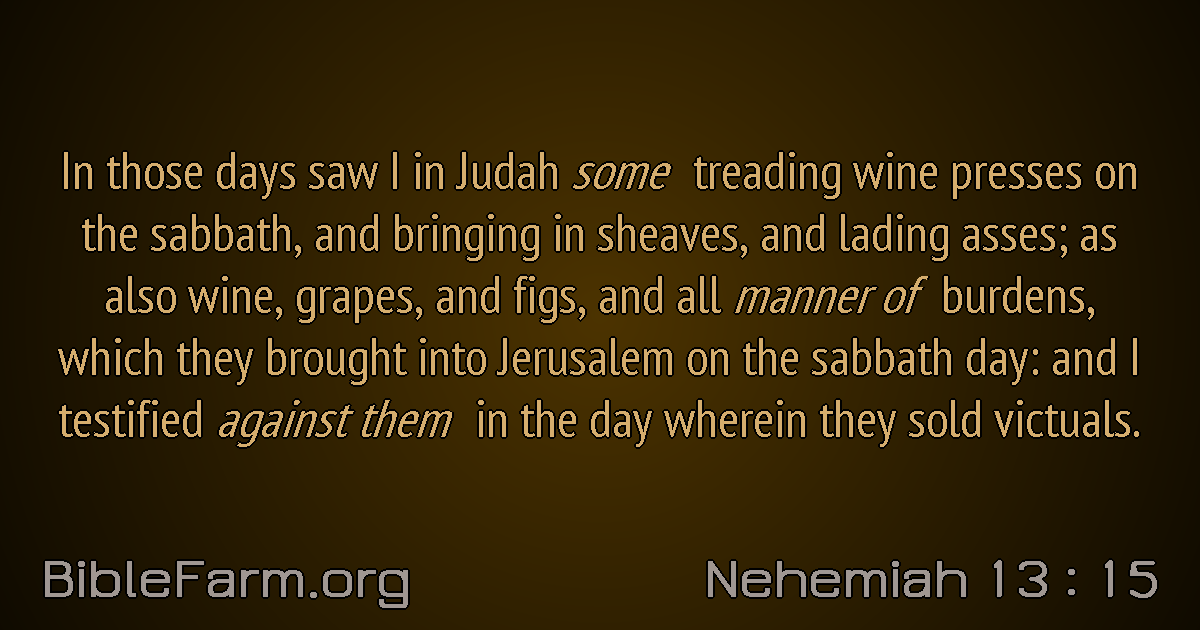 In those days saw I in Judah some treading wine presses on
the sabbath, and bringing in sheaves, and lading asses; as
also wine, grapes, and figs, and all manner of burdens,
which they brought into Jerusalem on the sabbath day: and I
testified against them in the day wherein they sold victuals.
BibleFarm.org
Nehemiah 13 : 15